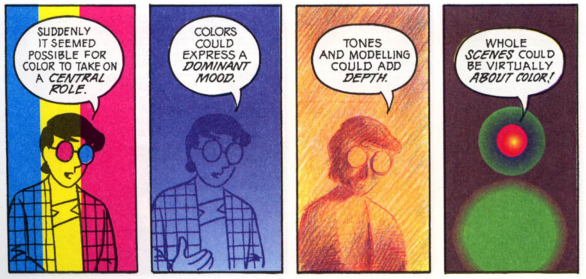 SUDDENLY
IT SEEMED
POSSIBLE FOR
COLOR TO TAKE ON
A CENTRAL
ROLE.
COLORS
COULD
EXPRESS A
DOMINANT
MOOD.
TONES
AND MODELLING
COULD ADD
DEPTH.
WHOLE
SCENES COULD
BE VIRTUALLY
ABOUT COLOR!